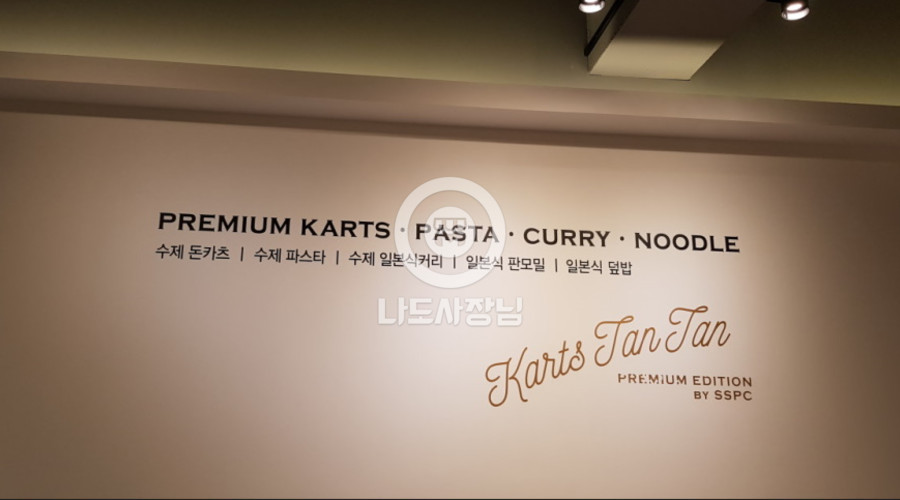 PREMIUM KARTS · PASTA · CURRY · NOODLE
수제 돈카츠 | 수제 파스타 | 수제 일본식커리 | 일본식 판모밀 | 일본식 덮밥
나도사장님
Karts Tan Tan
PREMIUM EDITION
BY SSPC